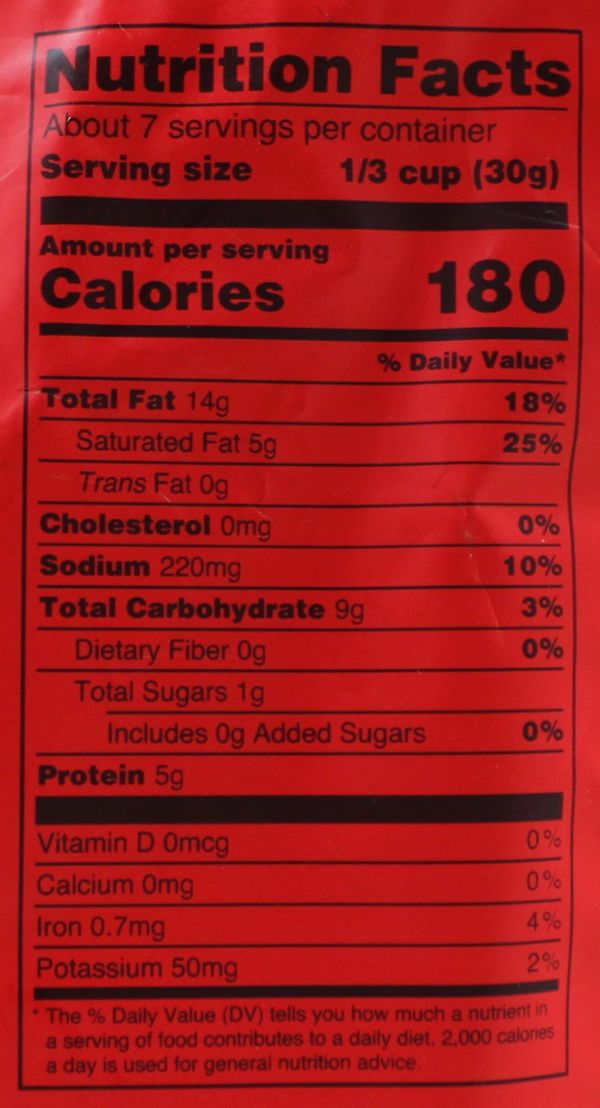 Nutrition Facts
About 7 servings per container
Serving size 1/3 cup (30g)
Amount per serving
Calories 180
% Daily Value*
Total Fat 14g 18%
Saturated Fat 5g 25%
Trans Fat 0g
Cholesterol 0mg 0%
Sodium 220mg 10%
Total Carbohydrate 9g 3%
Dietary Fiber 0g 0%
Total Sugars 1g
Includes 0g Added Sugars 0%
Protein 5g
Vitamin D 0mcg 0%
Calcium 0mg 0%
Iron 0.7mg 4%
Potassium 50mg 2%
* The % Daily Value (DV) tells you how much a nutrient in
a serving of food contributes to a daily diet. 2,000 calories
a day is used for general nutrition advice.